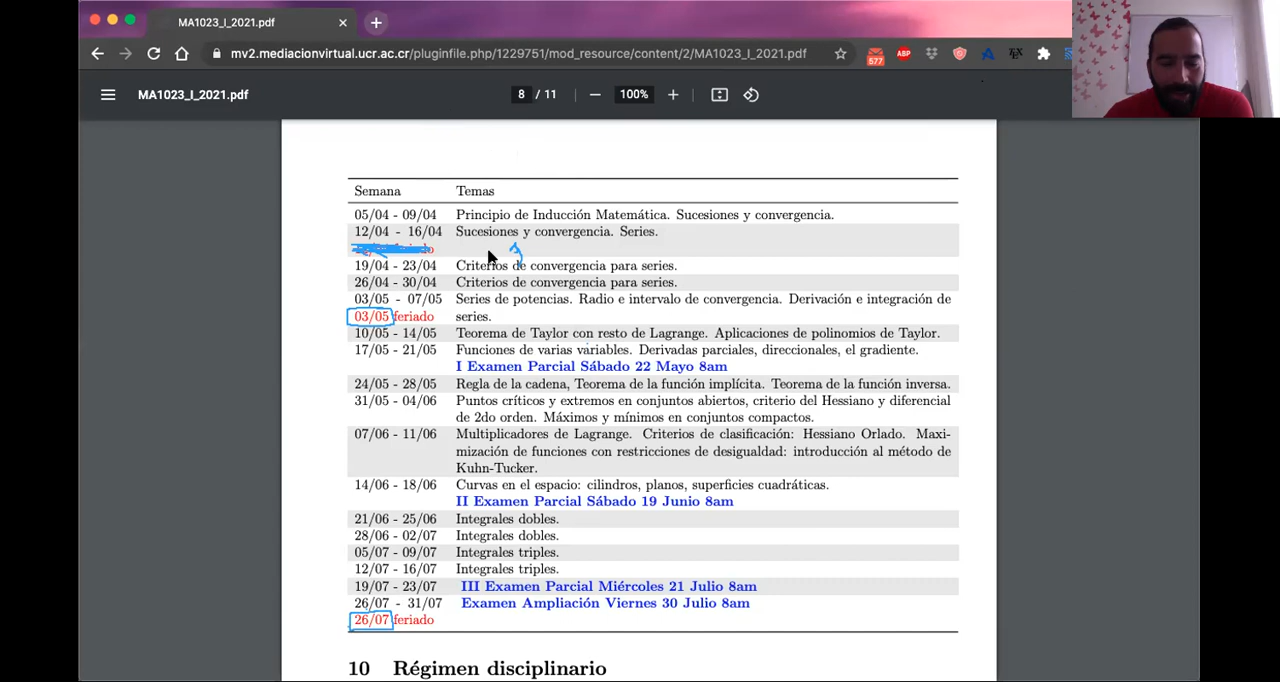 MA1023_I_2021.pdf
mv2.mediacionvirtual.ucr.ac.cr/pluginfile.php/1229751/mod_resource/content/2/MA1023_I_2021.pdf
577
ABP
MA1023_I_2021.pdf
8 / 11
100%
Semana Temas
05/04 - 09/04 Principio de Inducción Matemática. Sucesiones y convergencia.
12/04 - 16/04 Sucesiones y convergencia. Series.
19/04 - 23/04 Criterios de convergencia para series.
26/04 - 30/04 Criterios de convergencia para series.
03/05 - 07/05 Series de potencias. Radio e intervalo de convergencia. Derivación e integración de
03/05 feriado series.
10/05 - 14/05 Teorema de Taylor con resto de Lagrange. Aplicaciones de polinomios de Taylor.
17/05 - 21/05 Funciones de varias variables. Derivadas parciales, direccionales, el gradiente.
I Examen Parcial Sábado 22 Mayo 8am
24/05 - 28/05 Regla de la cadena, Teorema de la función implícita. Teorema de la función inversa.
31/05 - 04/06 Puntos críticos y extremos en conjuntos abiertos, criterio del Hessiano y diferencial
de 2do orden. Máximos y mínimos en conjuntos compactos.
07/06 - 11/06 Multiplicadores de Lagrange. Criterios de clasificación: Hessiano Orlado. Maxi-
mización de funciones con restricciones de desigualdad: introducción al método de
Kuhn-Tucker.
14/06 - 18/06 Curvas en el espacio: cilindros, planos, superficies cuadráticas.
II Examen Parcial Sábado 19 Junio 8am
21/06 - 25/06 Integrales dobles.
28/06 - 02/07 Integrales dobles.
05/07 - 09/07 Integrales triples.
12/07 - 16/07 Integrales triples.
19/07 - 23/07 III Examen Parcial Miércoles 21 Julio 8am
26/07 - 31/07 Examen Ampliación Viernes 30 Julio 8am
26/07 feriado
10 Régimen disciplinario